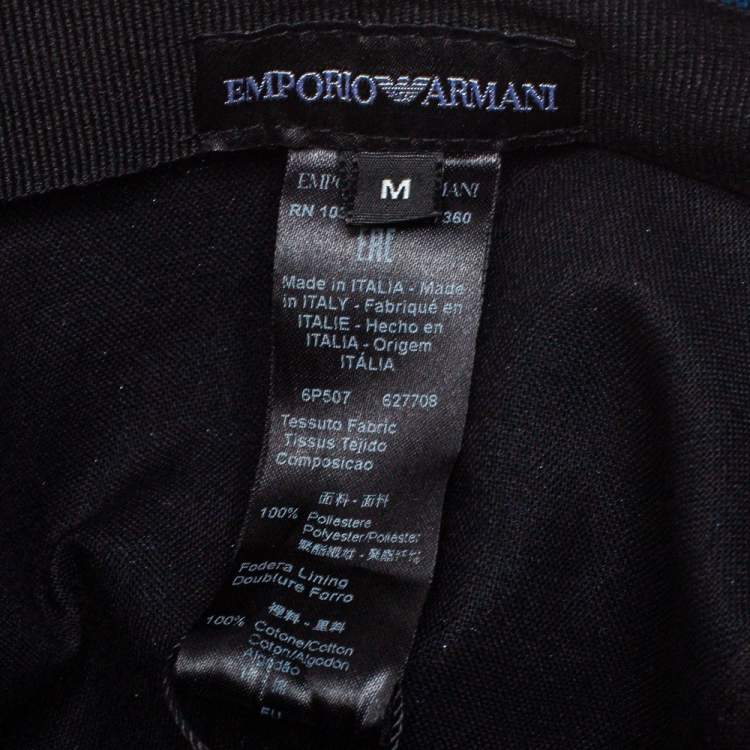 EMPORIO ARMANI
M
RN 360
EAC
Made in ITALIA - Made
in ITALY - Fabriqué en
ITALIE - Hecho en
ITALIA - Origem
ITÁLIA
6P507 627708
Tessuto Fabric
Tissus Tejido
Composicao
面料 - 面料
100% Poliestere
Polyester/Poliéster
Fodera Lining
Doublure Forro
100% Cotone/Cotton
Coton/Algodon
Algodão